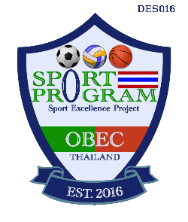 DES016
SPORT
PROGRAM
Sport Excellence Project
OBEC
THAILAND
EST. 2016